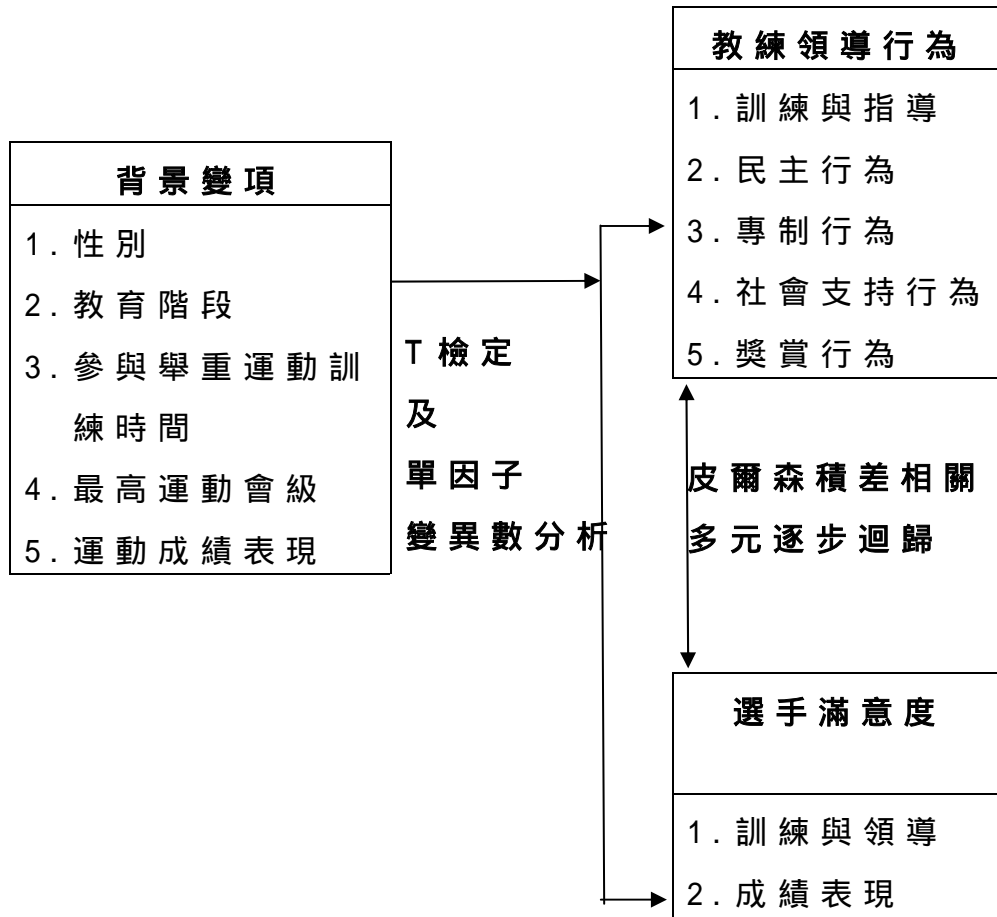 背景變項
1.性別
2.教育階段
3.參與舉重運動訓
練時間
4.最高運動會級
5.運動成績表現
T檢定
及
單因子
變異數分析
教練領導行為
1.訓練與指導
2.民主行為
3.專制行為
4.社會支持行為
5.獎賞行為
皮爾森積差相關
多元逐步迴歸
選手滿意度
1.訓練與領導
2.成績表現